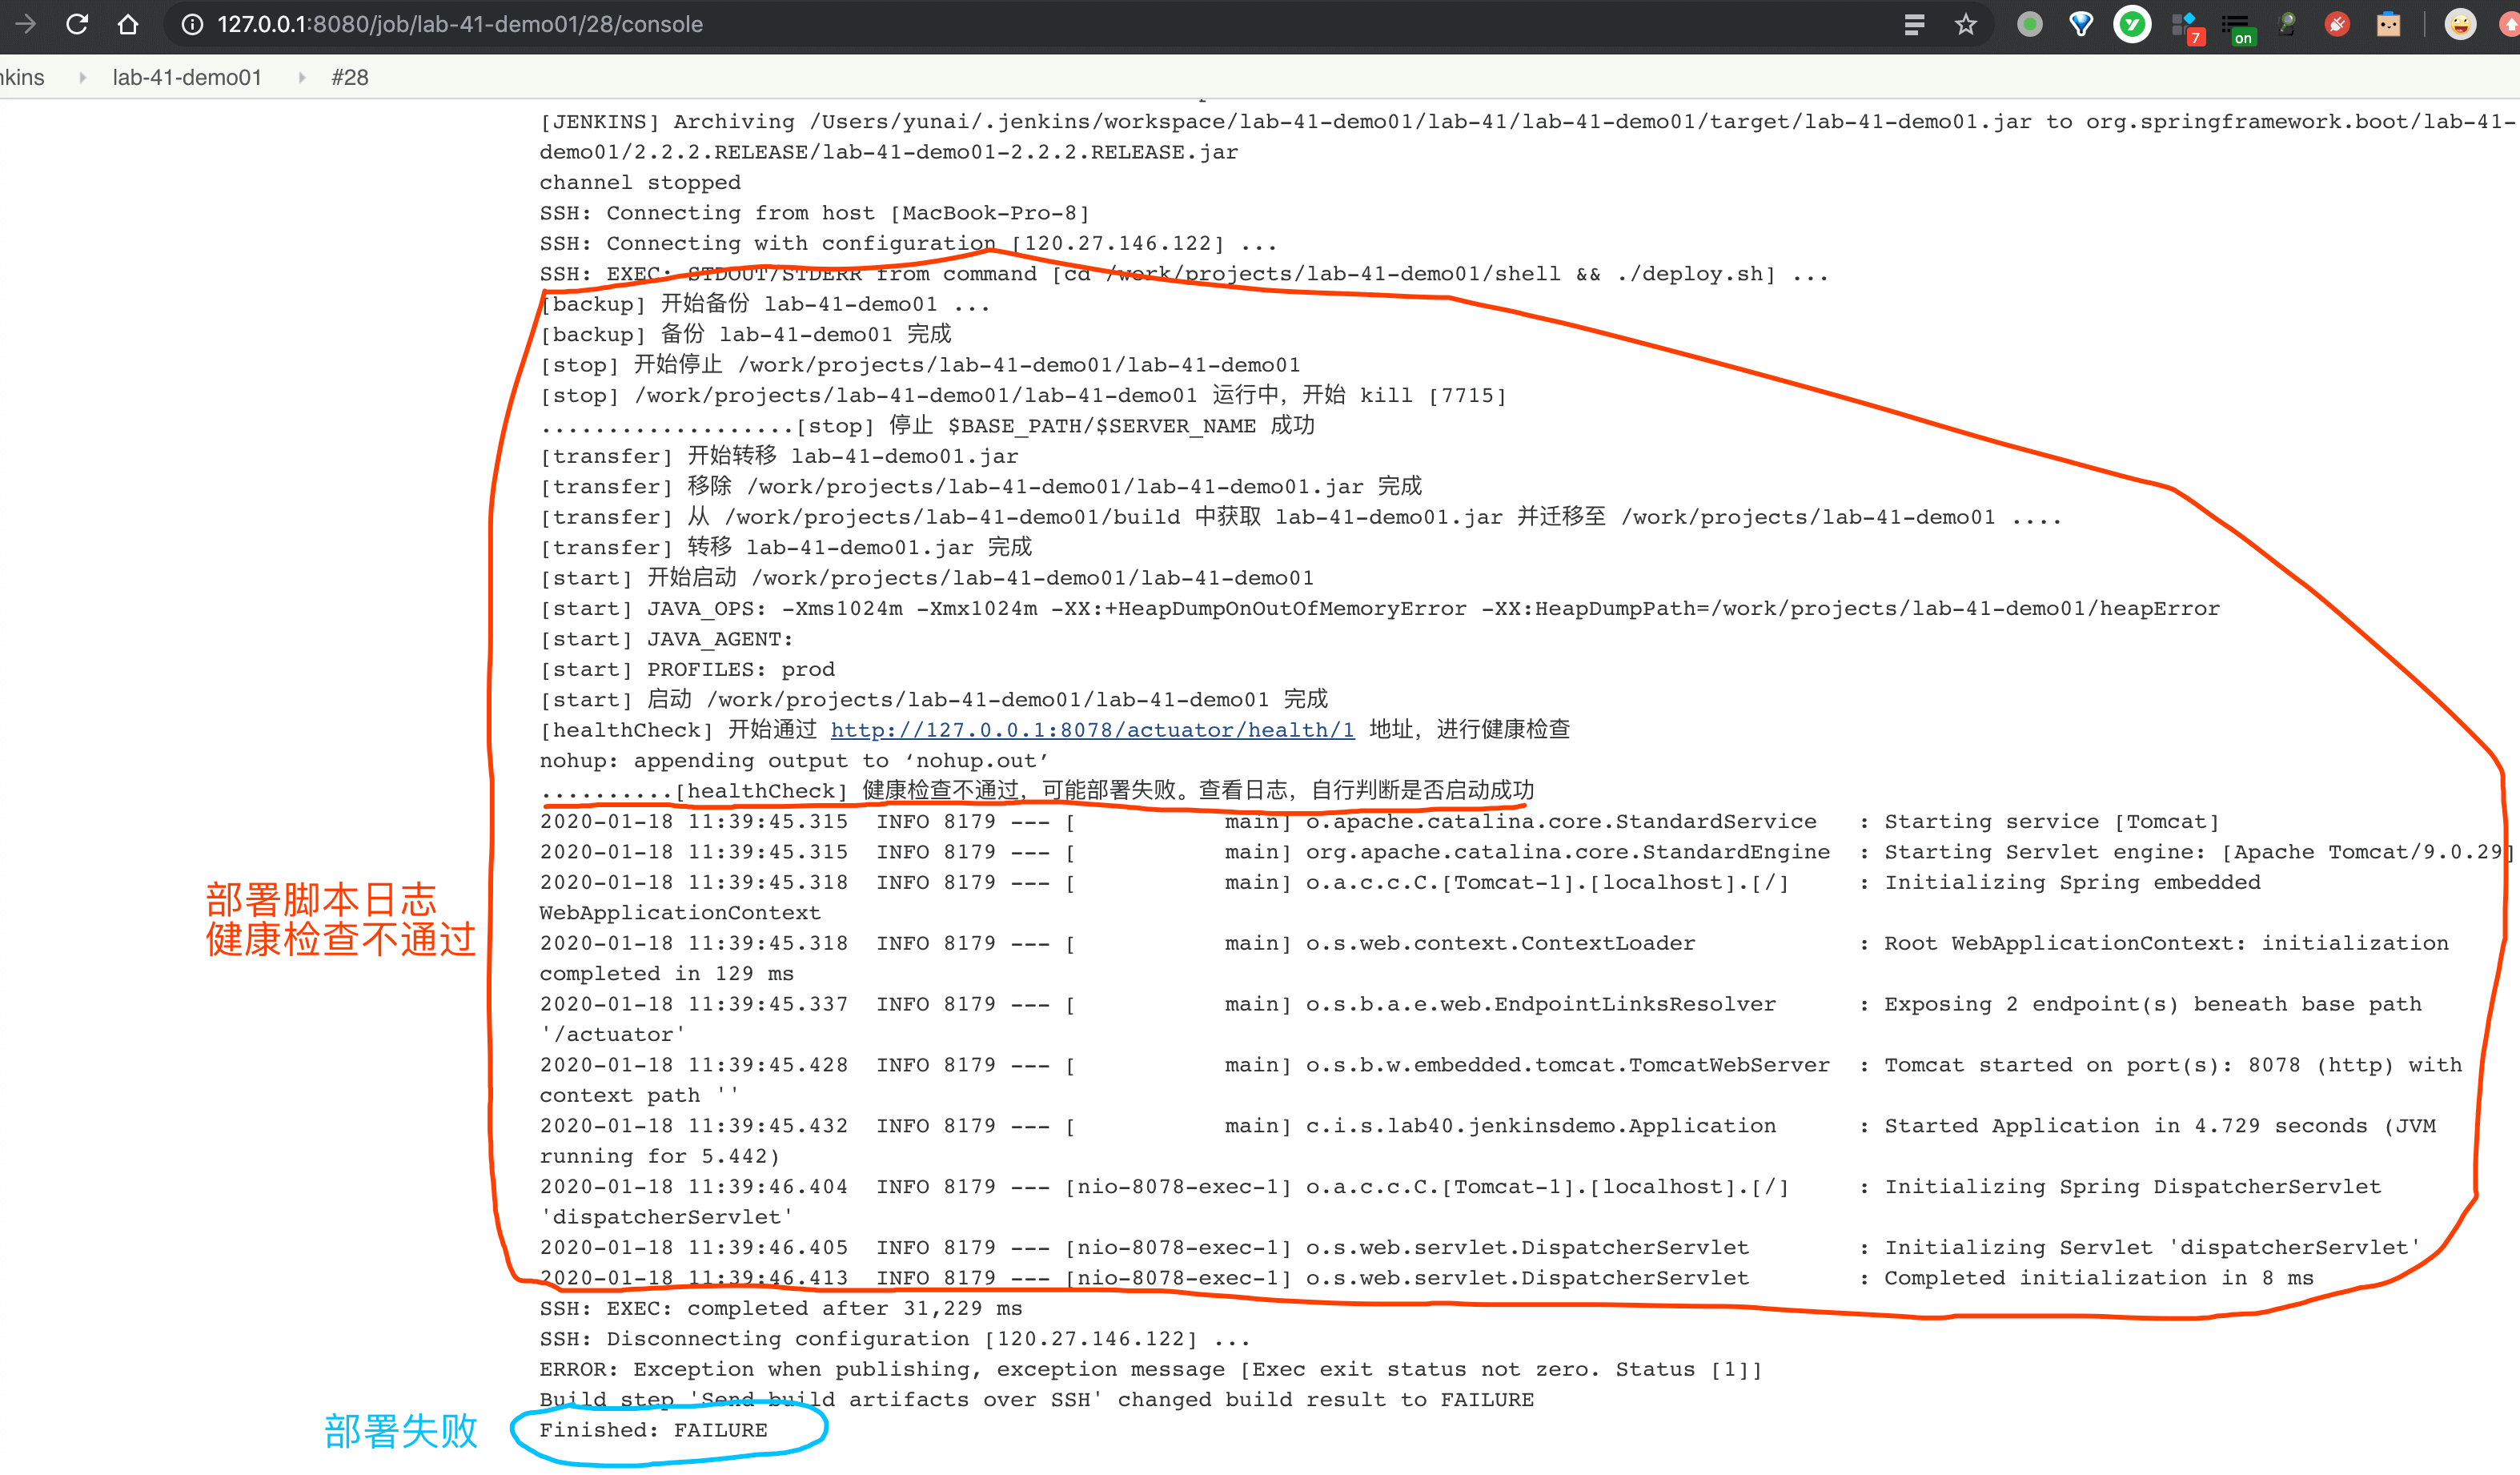 127.0.0.1:8080/job/lab-41-demo01/28/console
7
on
nkins
lab-41-demo01
#28
[JENKINS] Archiving /Users/yunai/.jenkins/workspace/lab-41-demo01/lab-41/lab-41-demo01/target/lab-41-demo01.jar to org.springframework.boot/lab-41-
demo01/2.2.2.RELEASE/lab-41-demo01-2.2.2.RELEASE.jar
channel stopped
SSH: Connecting from host [MacBook-Pro-8]
SSH: Connecting with configuration [120.27.146.122] ...
SSH: EXEC: STDOUT/STDERR from command [cd /work/projects/lab-41-demo01/shell && ./deploy.sh] ...
[backup] 开始备份 lab-41-demo01 ...
[backup] 备份 lab-41-demo01 完成
[stop] 开始停止 /work/projects/lab-41-demo01/lab-41-demo01
[stop] /work/projects/lab-41-demo01/lab-41-demo01 运行中，开始 kill [7715]
...................[stop] 停止 $BASE_PATH/$SERVER_NAME 成功
[transfer] 开始转移 lab-41-demo01.jar
[transfer] 移除 /work/projects/lab-41-demo01/lab-41-demo01.jar 完成
[transfer] 从 /work/projects/lab-41-demo01/build 中获取 lab-41-demo01.jar 并迁移至 /work/projects/lab-41-demo01 ....
[transfer] 转移 lab-41-demo01.jar 完成
[start] 开始启动 /work/projects/lab-41-demo01/lab-41-demo01
[start] JAVA_OPS: -Xms1024m -Xmx1024m -XX:+HeapDumpOnOutOfMemoryError -XX:HeapDumpPath=/work/projects/lab-41-demo01/heapError
[start] JAVA_AGENT:
[start] PROFILES: prod
[start] 启动 /work/projects/lab-41-demo01/lab-41-demo01 完成
[healthCheck] 开始通过 http://127.0.0.1:8078/actuator/health/1 地址，进行健康检查
nohup: appending output to ‘nohup.out’
..........[healthCheck] 健康检查不通过，可能部署失败。查看日志，自行判断是否启动成功
2020-01-18 11:39:45.315  INFO 8179 --- [           main] o.apache.catalina.core.StandardService   : Starting service [Tomcat]
2020-01-18 11:39:45.315  INFO 8179 --- [           main] org.apache.catalina.core.StandardEngine  : Starting Servlet engine: [Apache Tomcat/9.0.29]
2020-01-18 11:39:45.318  INFO 8179 --- [           main] o.a.c.c.C.[Tomcat-1].[localhost].[/]     : Initializing Spring embedded
WebApplicationContext
2020-01-18 11:39:45.318  INFO 8179 --- [           main] o.s.web.context.ContextLoader            : Root WebApplicationContext: initialization
completed in 129 ms
2020-01-18 11:39:45.337  INFO 8179 --- [           main] o.s.b.a.e.web.EndpointLinksResolver      : Exposing 2 endpoint(s) beneath base path
'/actuator'
2020-01-18 11:39:45.428  INFO 8179 --- [           main] o.s.b.w.embedded.tomcat.TomcatWebServer  : Tomcat started on port(s): 8078 (http) with
context path ''
2020-01-18 11:39:45.432  INFO 8179 --- [           main] c.i.s.lab40.jenkinsdemo.Application      : Started Application in 4.729 seconds (JVM
running for 5.442)
2020-01-18 11:39:46.404  INFO 8179 --- [nio-8078-exec-1] o.a.c.c.C.[Tomcat-1].[localhost].[/]     : Initializing Spring DispatcherServlet
'dispatcherServlet'
2020-01-18 11:39:46.405  INFO 8179 --- [nio-8078-exec-1] o.s.web.servlet.DispatcherServlet        : Initializing Servlet 'dispatcherServlet'
2020-01-18 11:39:46.413  INFO 8179 --- [nio-8078-exec-1] o.s.web.servlet.DispatcherServlet        : Completed initialization in 8 ms
SSH: EXEC: completed after 31,229 ms
SSH: Disconnecting configuration [120.27.146.122] ...
ERROR: Exception when publishing, exception message [Exec exit status not zero. Status [1]]
Build step 'Send build artifacts over SSH' changed build result to FAILURE
Finished: FAILURE
部署脚本日志
健康检查不通过
部署失败